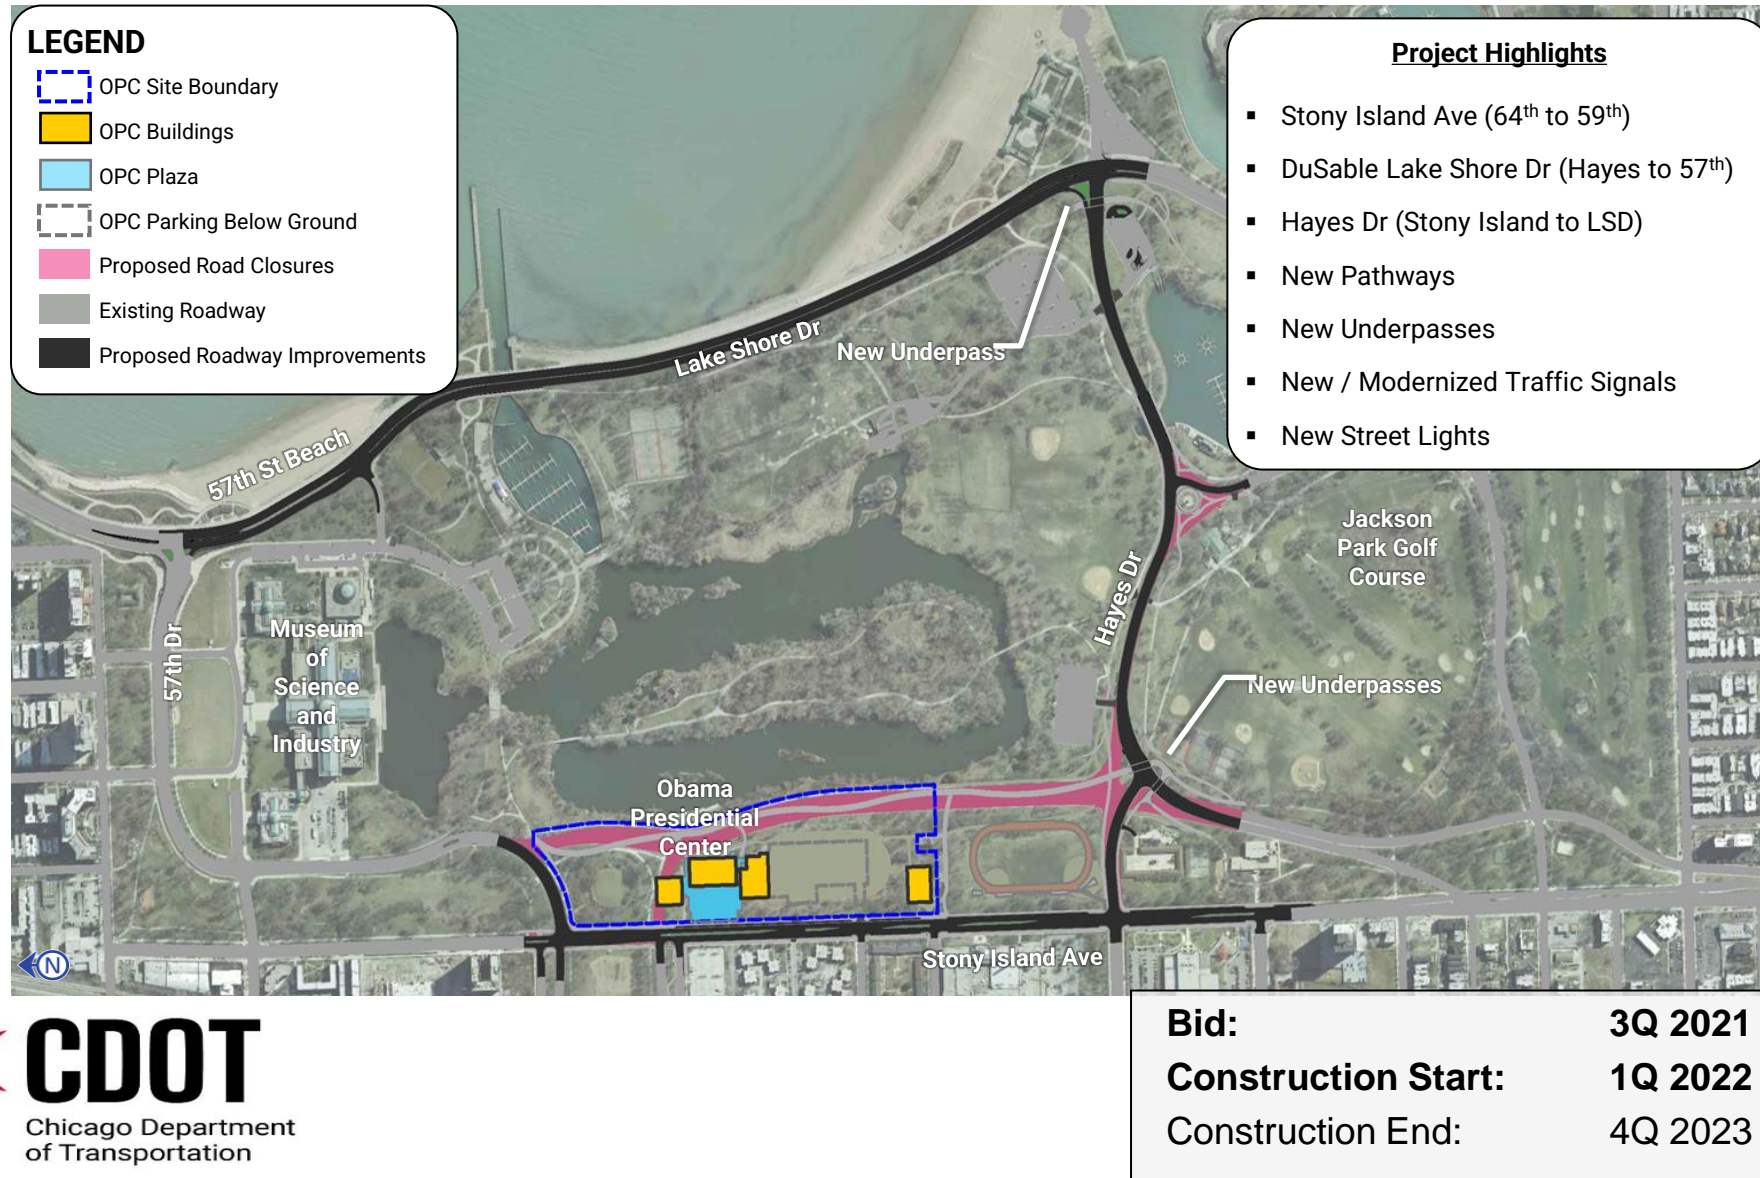 LEGEND
OPC Site Boundary
OPC Buildings
OPC Plaza
OPC Parking Below Ground
Proposed Road Closures
Existing Roadway
Proposed Roadway Improvements
Project Highlights
▪ Stony Island Ave (64th to 59th)
▪ DuSable Lake Shore Dr (Hayes to 57th)
▪ Hayes Dr (Stony Island to LSD)
▪ New Pathways
▪ New Underpasses
▪ New / Modernized Traffic Signals
▪ New Street Lights
Lake Shore Dr
New Underpass
57th St Beach
Jackson
Park Golf
Course
Hayes Dr
57th Dr
Museum
of
Science
and
Industry
New Underpasses
Obama
Presidential
Center
Stony Island Ave
N
CDOT
Chicago Department
of Transportation
Bid: 3Q 2021
Construction Start: 1Q 2022
Construction End: 4Q 2023